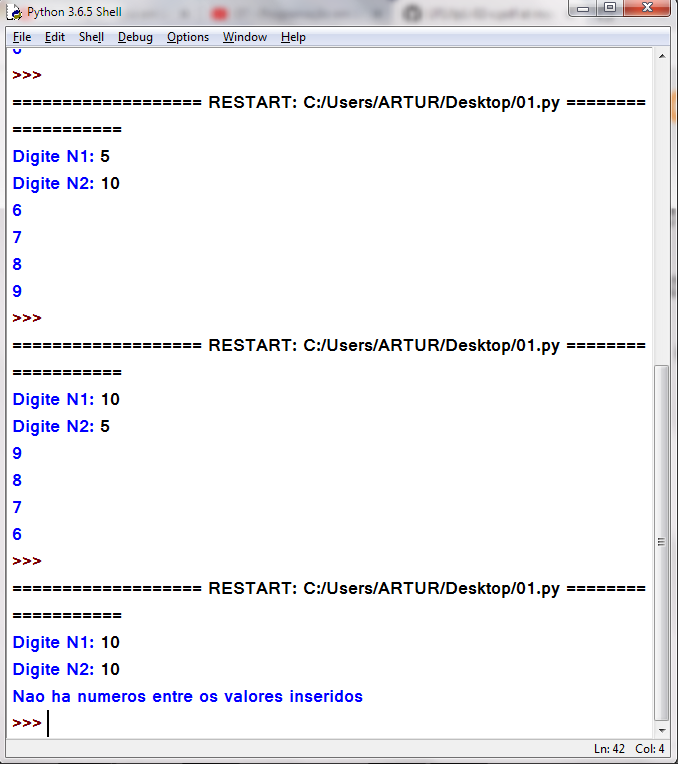 Python 3.6.5 Shell
File Edit Shell Debug Options Window Help
>>>
=================== RESTART: C:/Users/ARTUR/Desktop/01.py ========
===========
Digite N1: 5
Digite N2: 10
6
7
8
9
>>>
=================== RESTART: C:/Users/ARTUR/Desktop/01.py ========
===========
Digite N1: 10
Digite N2: 5
9
8
7
6
>>>
=================== RESTART: C:/Users/ARTUR/Desktop/01.py ========
===========
Digite N1: 10
Digite N2: 10
Nao ha numeros entre os valores inseridos
>>>
Ln: 42 Col: 4